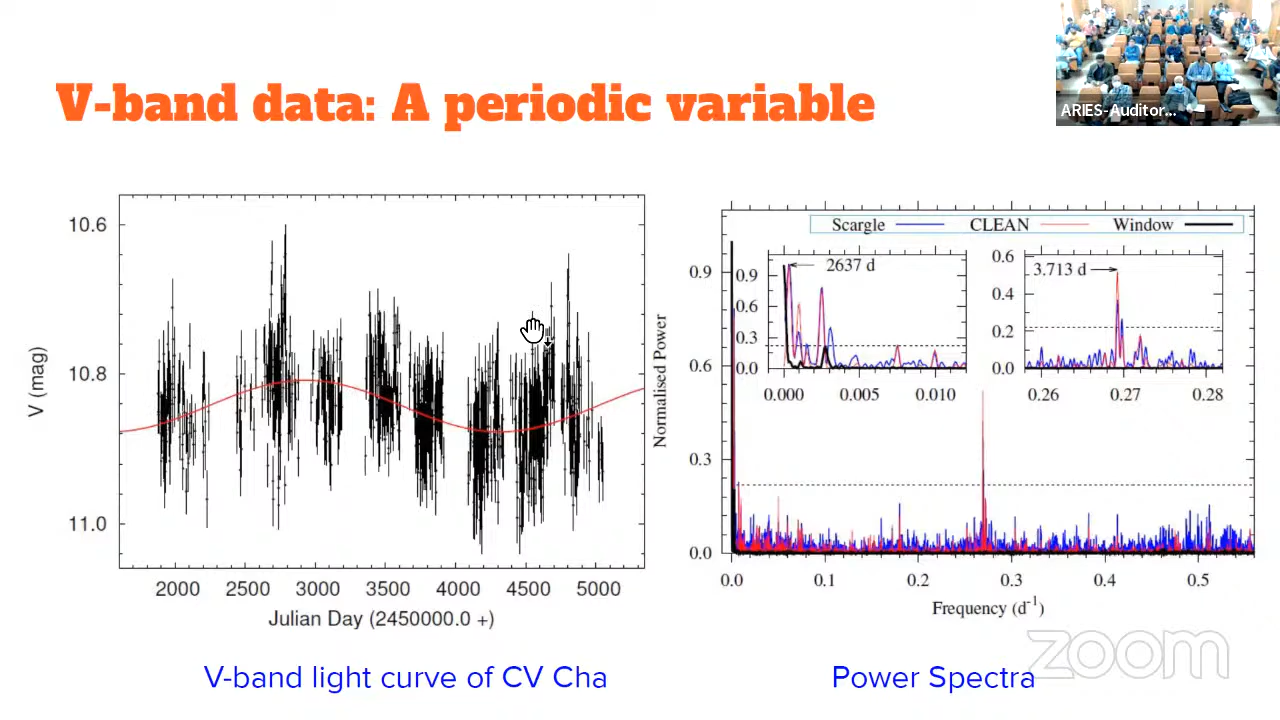 V-band data: A periodic variable
ARIES-Auditor...
10.6
10.8
11.0
V (mag)
2000 2500 3000 3500 4000 4500 5000
Julian Day (2450000.0 +)
V-band light curve of CV Cha
Scargle CLEAN Window
2637 d
0.9
0.6
0.3
0.0
0.000 0.005 0.010
3.713 d
0.6
0.4
0.2
0.0
0.26 0.27 0.28
Normalised Power
0.9
0.6
0.3
0.0
0.0 0.1 0.2 0.3 0.4 0.5
Frequency (d-1)
Power Spectra
zoom